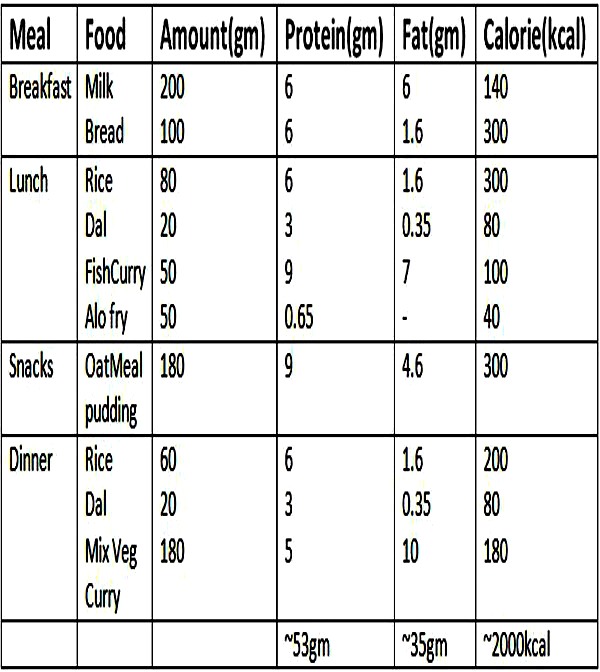 Meal Food Amount(gm) Protein(gm) Fat(gm) Calorie(kcal)
Breakfast Milk 200 6 6 140
Bread 100 6 1.6 300
Lunch Rice 80 6 1.6 300
Dal 20 3 0.35 80
FishCurry 50 9 7 100
Alo fry 50 0.65 - 40
Snacks OatMeal 180 9 4.6 300
pudding
Dinner Rice 60 6 1.6 200
Dal 20 3 0.35 80
Mix Veg 180 5 10 180
Curry
~53gm ~35gm ~2000kcal